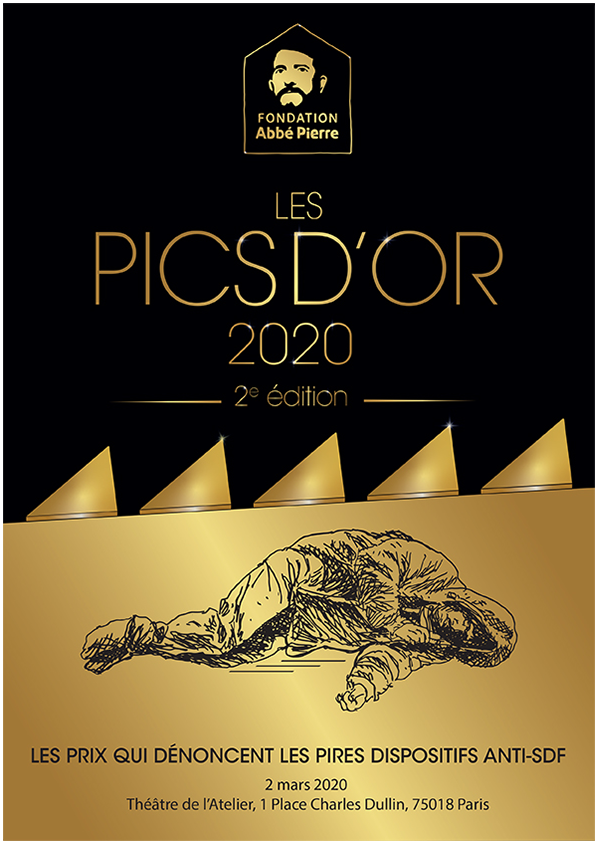 FONDATION
Abbé Pierre
LES
PICS D'OR
2020
2e édition
LES PRIX QUI DÉNONCENT LES PIRES DISPOSITIFS ANTI-SDF
2 mars 2020
Théâtre de l'Atelier, 1 Place Charles Dullin, 75018 Paris